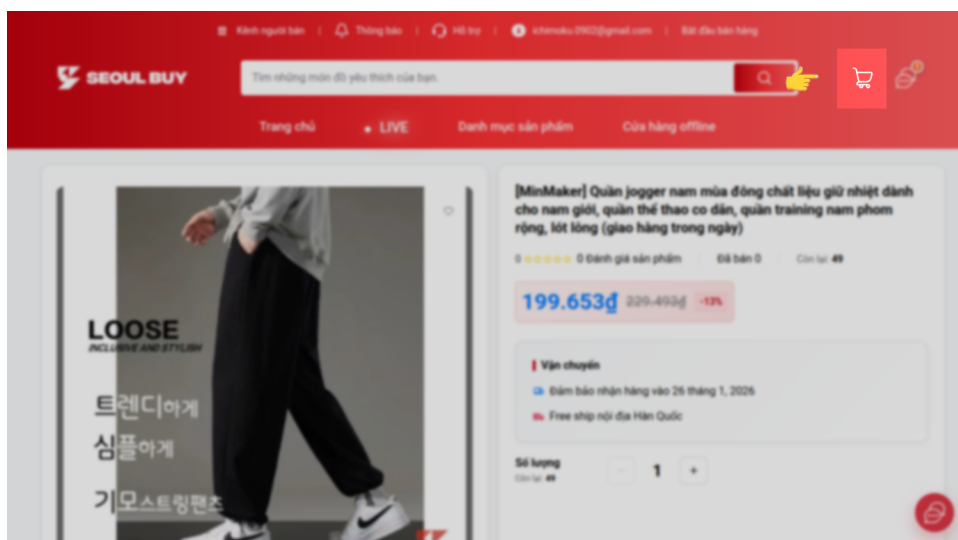 Kênh người bán | Thông báo | Hỗ trợ | ichimoku.0902@gmail.com | Bắt đầu bán hàng
SEOUL BUY
Tìm những món đồ yêu thích của bạn.
Trang chủ LIVE Danh mục sản phẩm Cửa hàng offline
[MinMaker] Quần jogger nam mùa đông chất liệu giữ nhiệt dành
cho nam giới, quần thể thao co dãn, quần training nam phom
rộng, lót lông (giao hàng trong ngày)
0 0 Đánh giá sản phẩm Đã bán 0 Còn lại: 49
199.653₫ 229.493₫ -13%
Vận chuyển
Đảm bảo nhận hàng vào 26 tháng 1, 2026
Free ship nội địa Hàn Quốc
Số lượng
Còn lại: 49
1
LOOSE
INCLUSIVE AND STYLISH
트렌디하게
심플하게
기모스트링팬츠